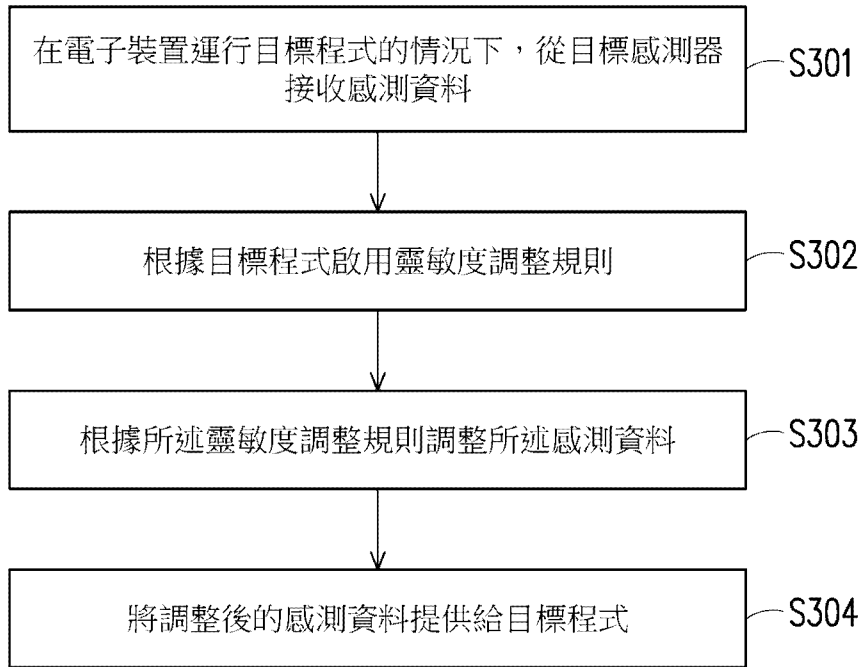 在電子裝置運行目標程式的情況下，從目標感測器
接收感測資料
S301
根據目標程式啟用靈敏度調整規則
S302
根據所述靈敏度調整規則調整所述感測資料
S303
將調整後的感測資料提供給目標程式
S304